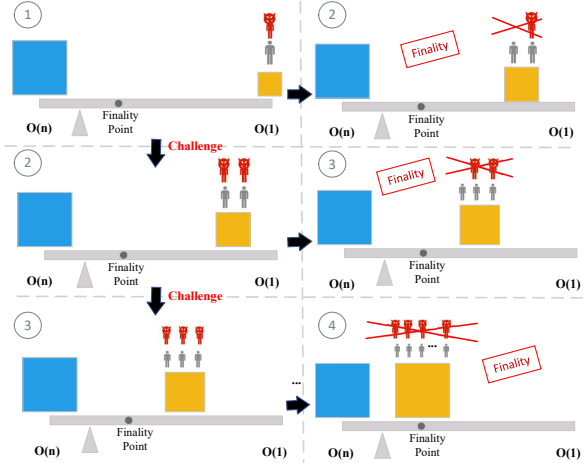 1
O(n)
Finality
Point
O(1)
2
Finality
O(n)
Finality
Point
O(1)
Challenge
2
O(n)
Finality
Point
O(1)
3
Finality
O(n)
Finality
Point
O(1)
Challenge
3
O(n)
Finality
Point
O(1)
...
4
...
Finality
O(n)
Finality
Point
O(1)